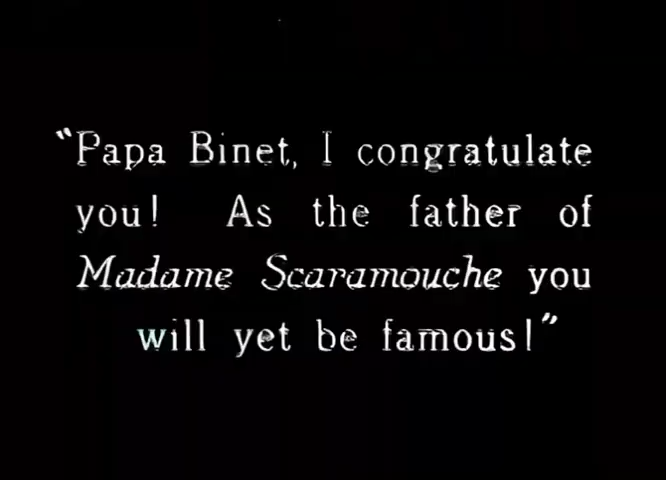 “Papa Binet, I congratulate
you! As the father of
Madame Scaramouche you
will yet be famous!”